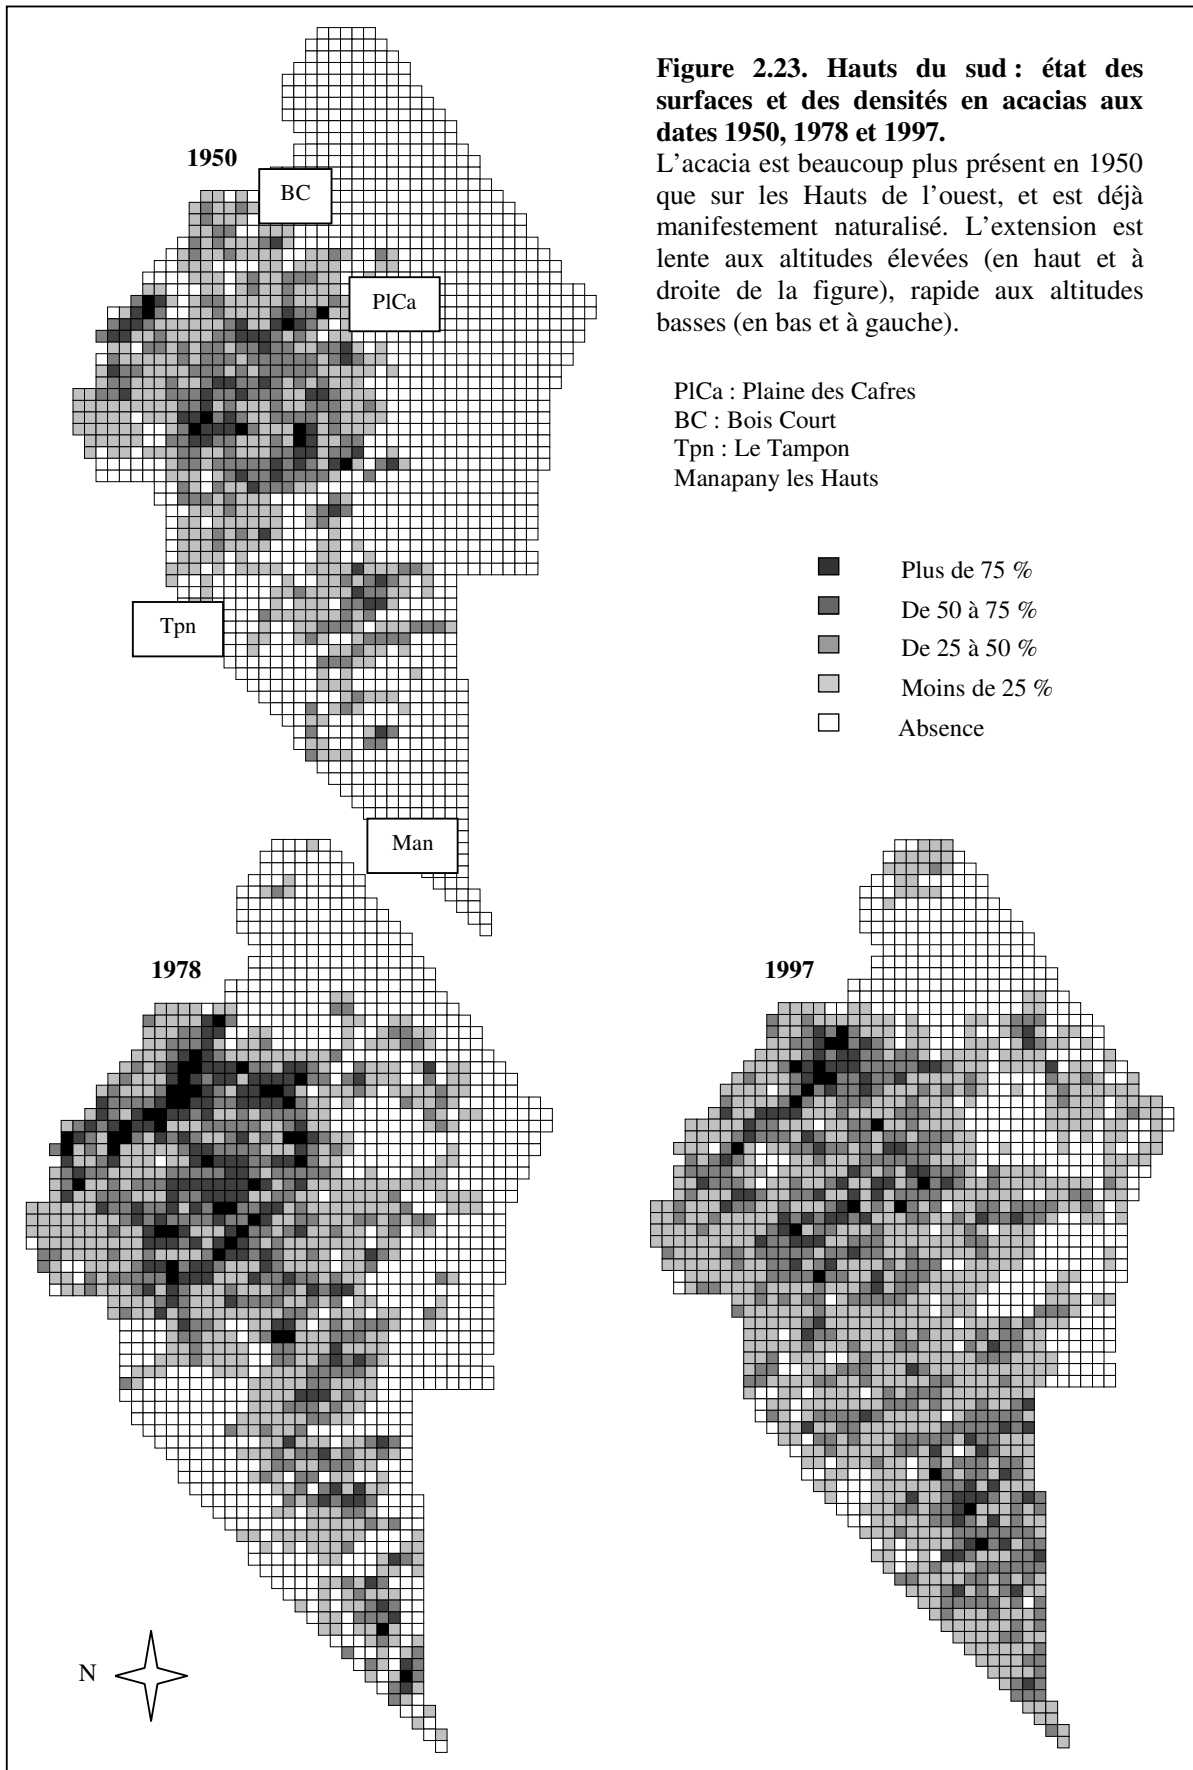 Figure 2.23. Hauts du sud : état des
surfaces et des densités en acacias aux
dates 1950, 1978 et 1997.
L'acacia est beaucoup plus présent en 1950
que sur les Hauts de l'ouest, et est déjà
manifestement naturalisé. L'extension est
lente aux altitudes élevées (en haut et à
droite de la figure), rapide aux altitudes
basses (en bas et à gauche).
PlCa : Plaine des Cafres
BC : Bois Court
Tpn : Le Tampon
Manapany les Hauts
Plus de 75 %
De 50 à 75 %
De 25 à 50 %
Moins de 25 %
Absence
1950
BC
PlCa
Tpn
Man
1978
1997
N